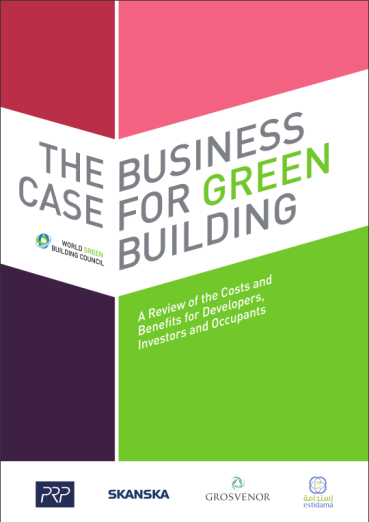 THE BUSINESS
CASE FOR GREEN
BUILDING
WORLD GREEN
BUILDING COUNCIL
A Review of the Costs and
Benefits for Developers,
Investors and Occupants
PRP
SKANSKA
GROSVENOR
إستدامة
estidama